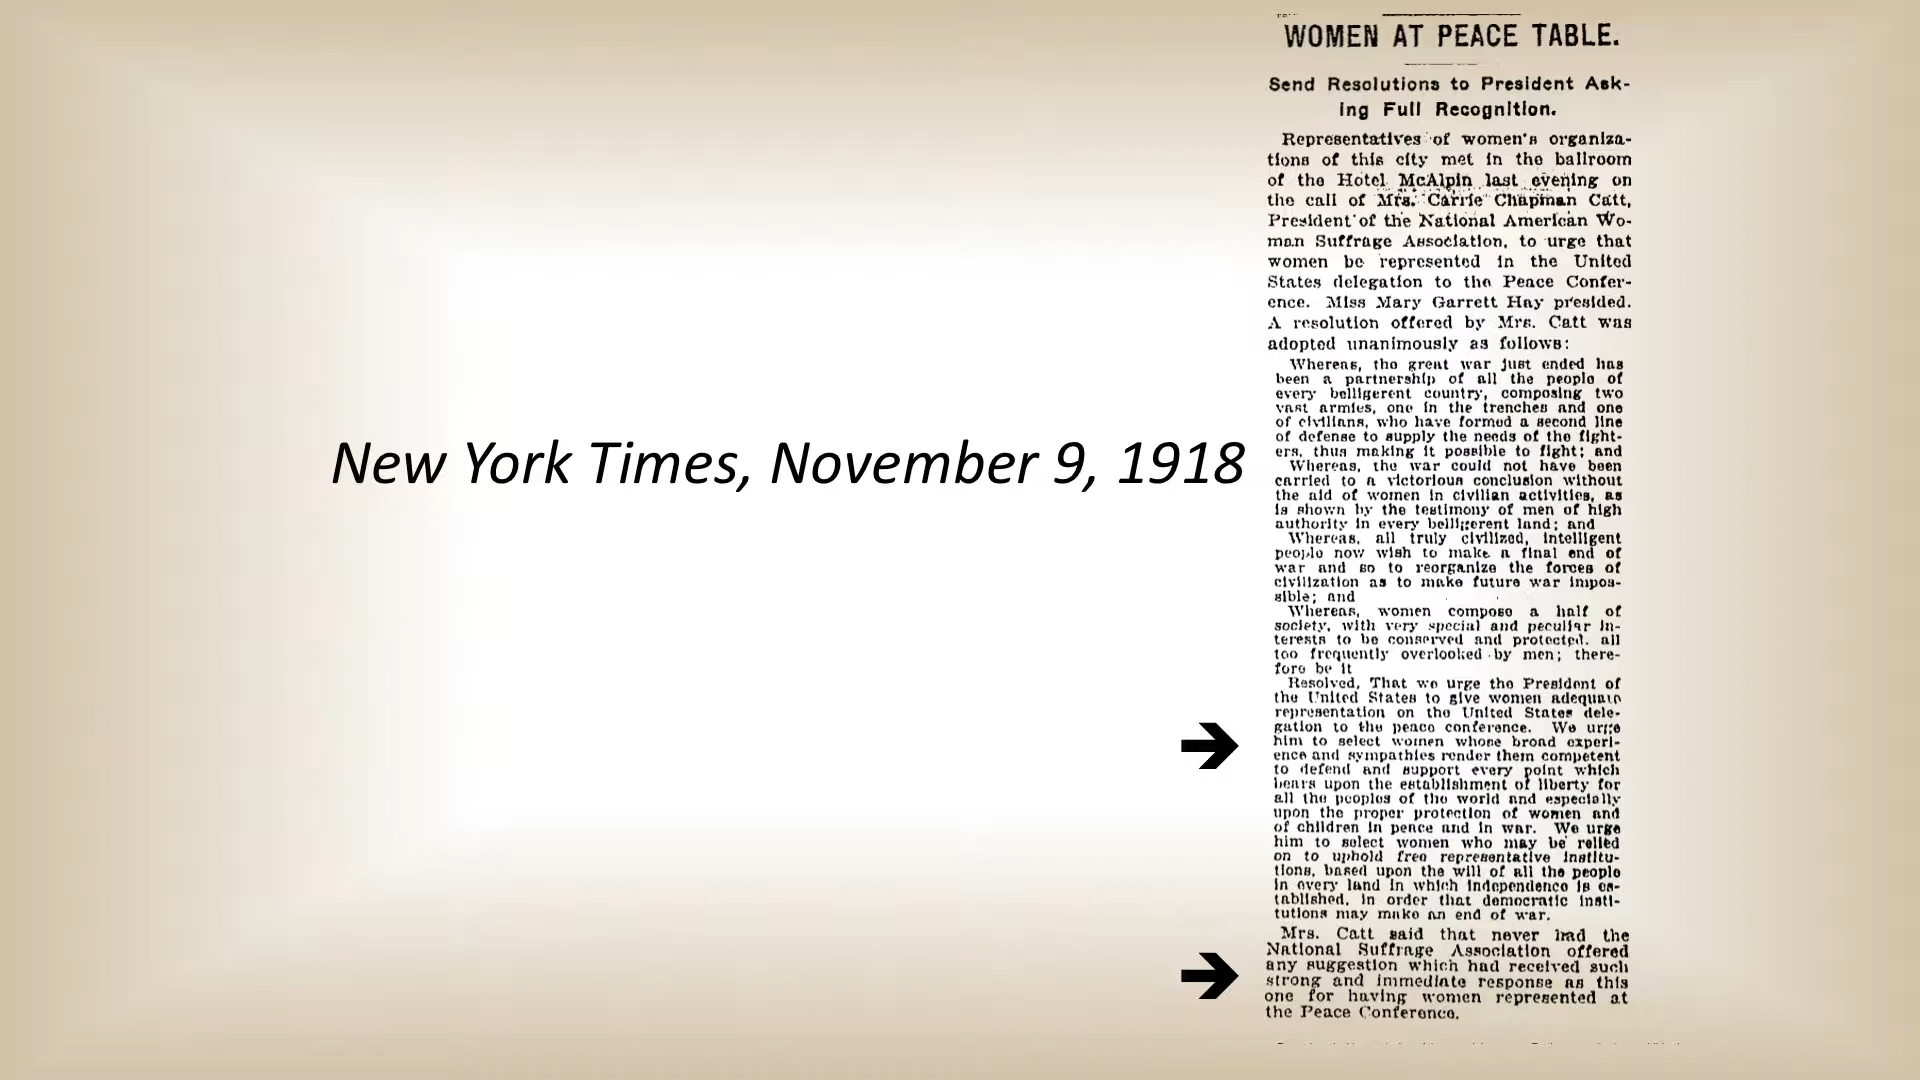 WOMEN AT PEACE TABLE.
Send Resolutions to President Ask-
ing Full Recognition.
Representatives of women's organiza-
tions of this city met in the ballroom
of the Hotel McAlpin last evening on
the call of Mrs. Carrie Chapman Catt,
President of the National American Wo-
man Suffrage Association, to urge that
women be represented in the United
States delegation to the Peace Confer-
ence. Miss Mary Garrett Hay presided.
A resolution offered by Mrs. Catt was
adopted unanimously as follows:
Whereas, the great war just ended has
been a partnership of all the people of
every belligerent country, composing two
vast armies, one in the trenches and one
of civilians, who have formed a second line
of defense to supply the needs of the fight-
ers, thus making it possible to fight; and
Whereas, the war could not have been
carried to a victorious conclusion without
the aid of women in civilian activities, as
is shown by the testimony of men of high
authority in every belligerent land; and
Whereas, all truly civilized, intelligent
people now wish to make a final end of
war and so to reorganize the forces of
civilization as to make future war impos-
sible; and
Whereas, women compose a half of
society, with very special and peculiar in-
terests to be conserved and protected, all
too frequently overlooked by men; there-
fore be it
Resolved, That we urge the President of
the United States to give women adequate
representation on the United States dele-
gation to the peace conference. We urge
him to select women whose broad experi-
ence and sympathies render them competent
to defend and support every point which
bears upon the establishment of liberty for
all the peoples of the world and especially
upon the proper protection of women and
of children in peace and in war. We urge
him to select women who may be relied
on to uphold free representative institu-
tions, based upon the will of all the people
in every land in which independence is es-
tablished, in order that democratic insti-
tutions may make an end of war.
Mrs. Catt said that never had the
National Suffrage Association offered
any suggestion which had received such
strong and immediate response as this
one for having women represented at
the Peace Conference.
New York Times, November 9, 1918